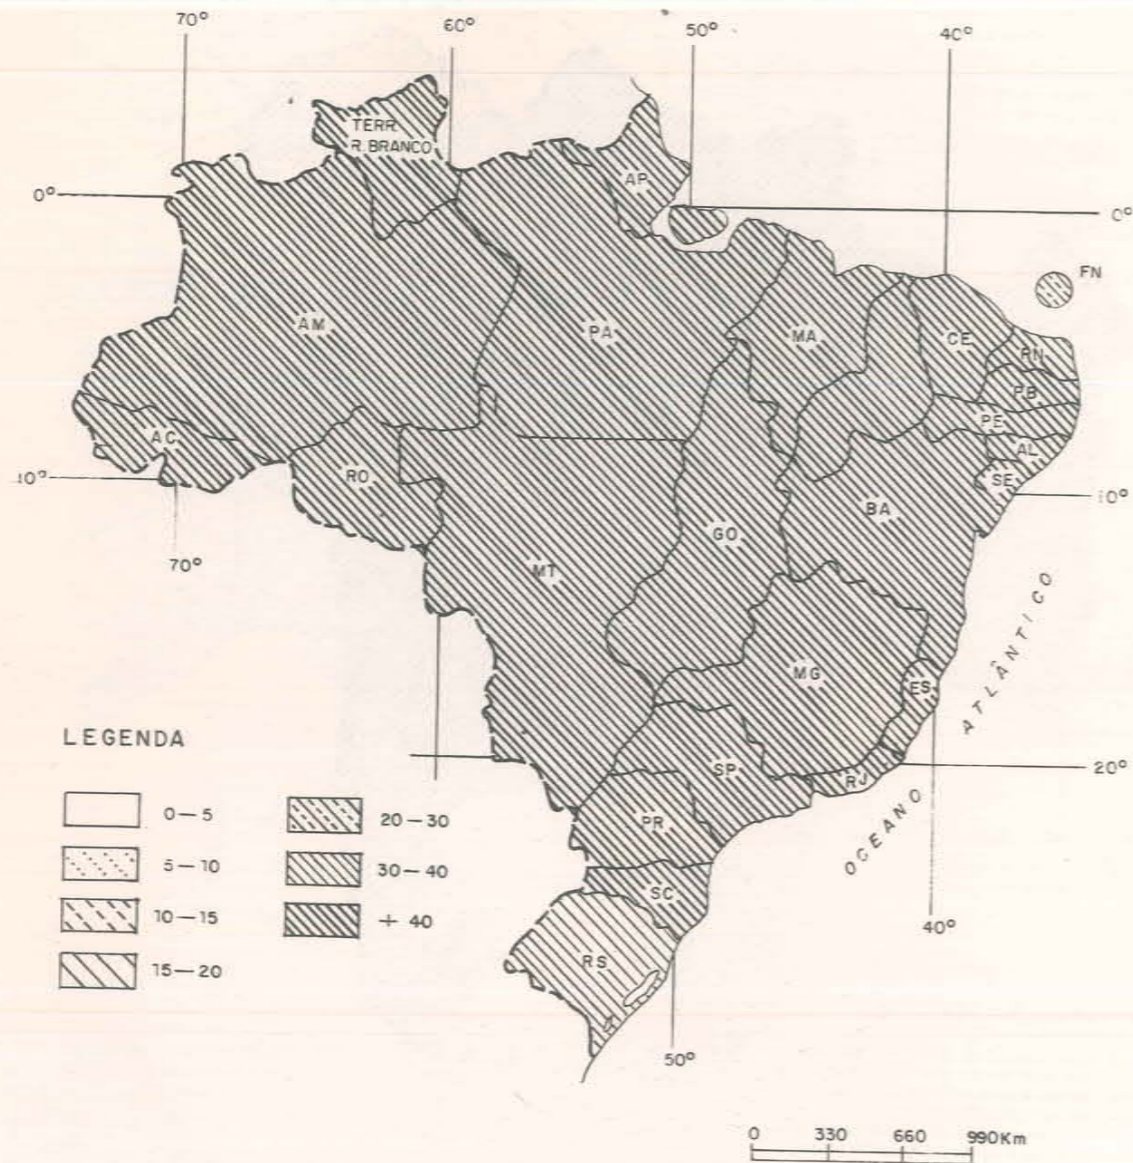 70°
60°
50°
40°
TERR.
R. BRANCO
AP
0°
0°
FN
AM
PA
MA
CE
RN
PB
PE
AL
SE
AC
RO
10°
10°
BA
GO
MT
70°
MG
ES
OCEANO ATLÂNTICO
LEGENDA
SP
RJ
20°
0—5
20—30
PR
5—10
30—40
SC
10—15
+ 40
40°
15—20
RS
50°
0 330 660 990Km